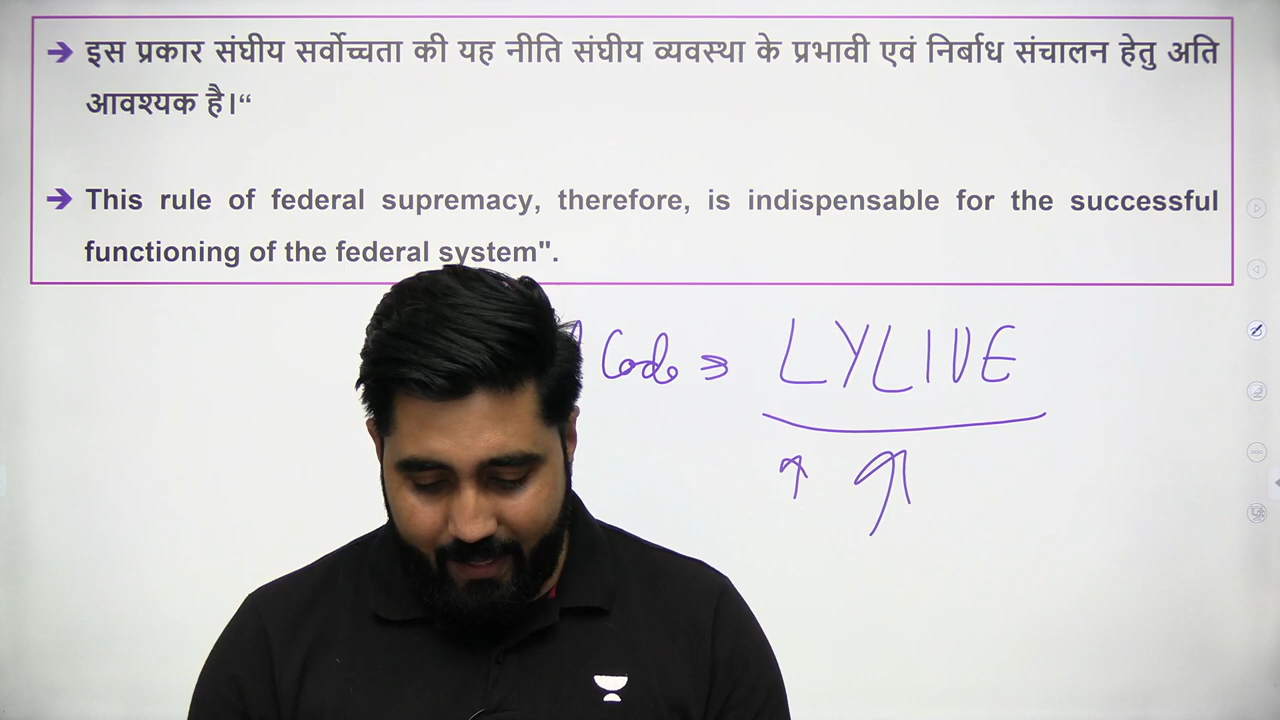 → इस प्रकार संघीय सर्वोच्चता की यह नीति संघीय व्यवस्था के प्रभावी एवं निर्बाध संचालन हेतु अति
आवश्यक है।“
→ This rule of federal supremacy, therefore, is indispensable for the successful
functioning of the federal system".
Code ⇒ LYLIVE